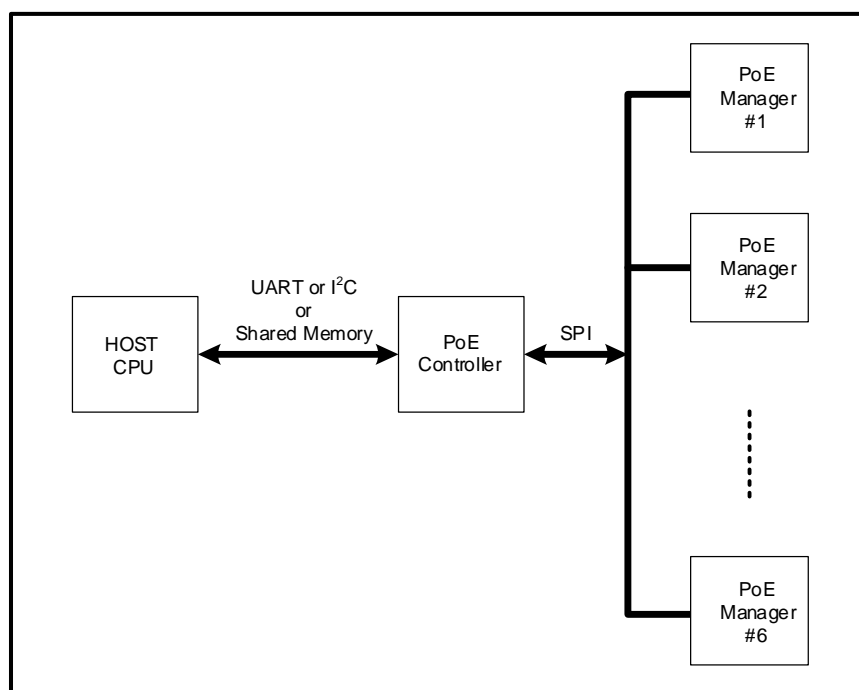 PoE
Manager
#1
PoE
Manager
#2
UART or I²C
or
Shared Memory
HOST
CPU
PoE
Controller
SPI
PoE
Manager
#6